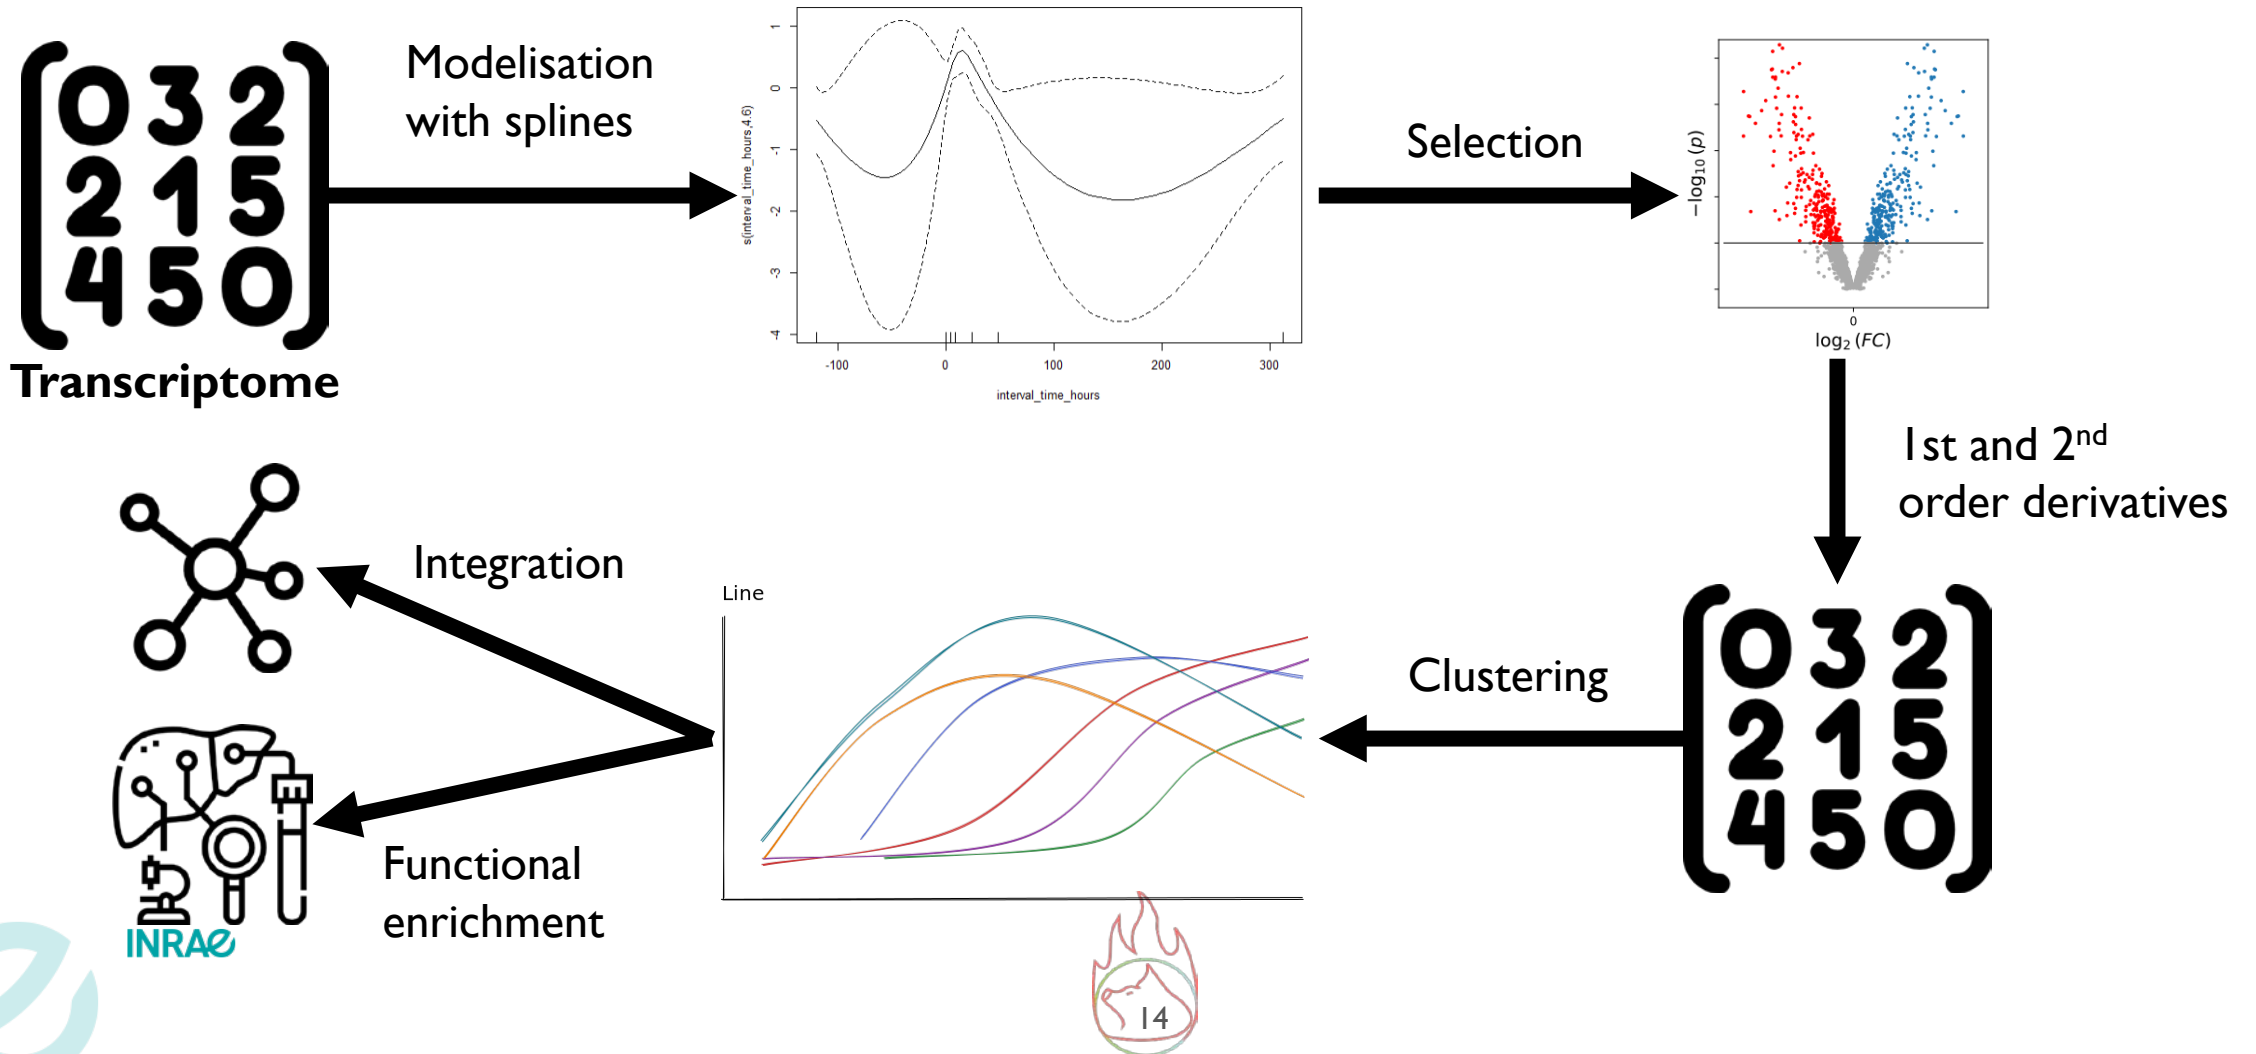 0 3 2
2 1 5
4 5 0
Transcriptome
Modelisation
with splines
s(interval_time_hours,4.6)
1
0
-1
-2
-3
-4
-100
0
100
200
300
interval_time_hours
Selection
−log10 (p)
0
log2 (FC)
1st and 2nd
order derivatives
0 3 2
2 1 5
4 5 0
Clustering
Line
Integration
Functional
enrichment
INRAE
14